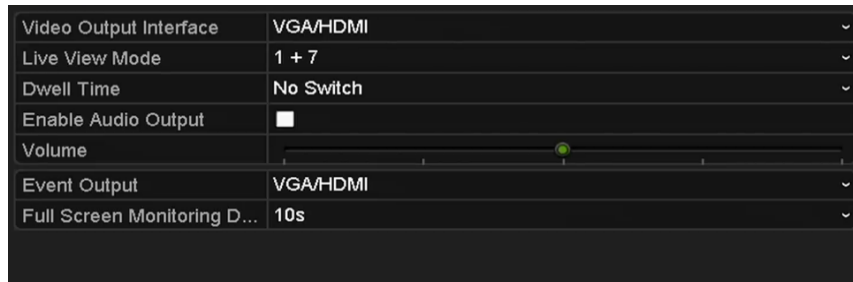 Video Output Interface VGA/HDMI
Live View Mode 1 + 7
Dwell Time No Switch
Enable Audio Output
Volume
Event Output VGA/HDMI
Full Screen Monitoring D... 10s